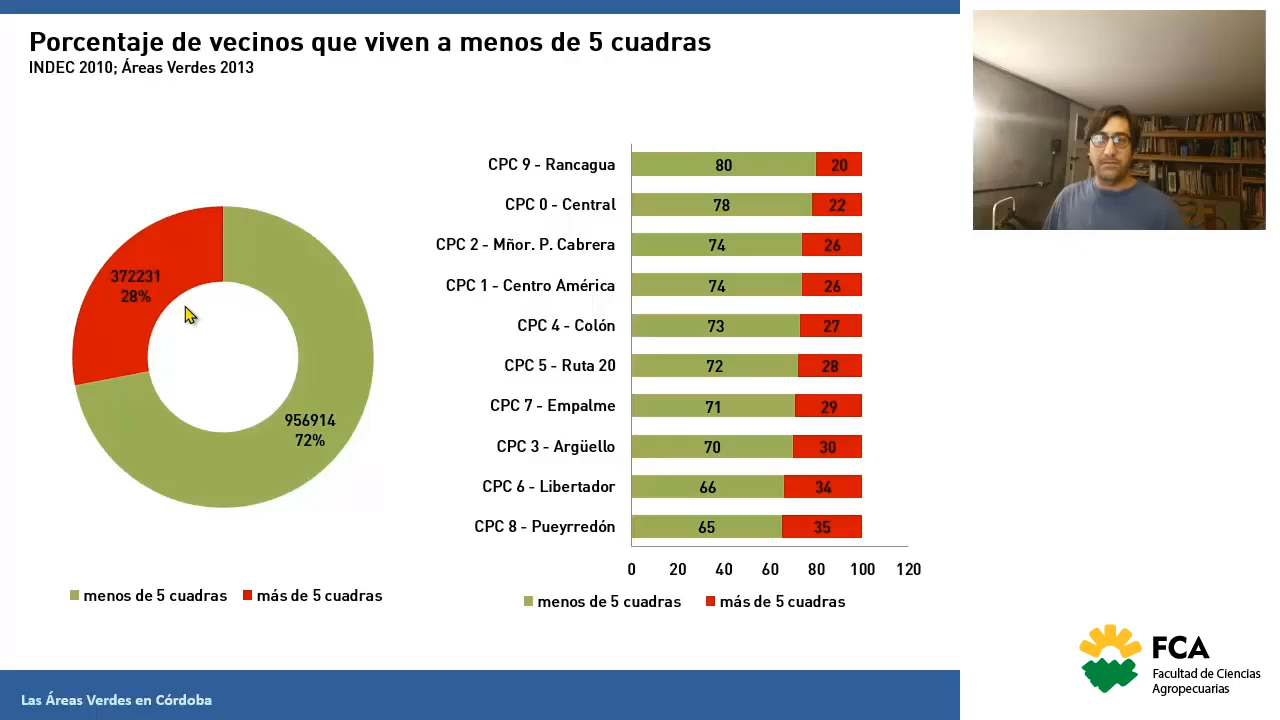 Porcentaje de vecinos que viven a menos de 5 cuadras
INDEC 2010; Áreas Verdes 2013
372231
28%
956914
72%
menos de 5 cuadras
más de 5 cuadras
CPC 9 - Rancagua 80 20
CPC 0 - Central 78 22
CPC 2 - Mñor. P. Cabrera 74 26
CPC 1 - Centro América 74 26
CPC 4 - Colón 73 27
CPC 5 - Ruta 20 72 28
CPC 7 - Empalme 71 29
CPC 3 - Argüello 70 30
CPC 6 - Libertador 66 34
CPC 8 - Pueyrredón 65 35
0 20 40 60 80 100 120
menos de 5 cuadras
más de 5 cuadras
FCA
Facultad de Ciencias
Agropecuarias
Las Áreas Verdes en Córdoba